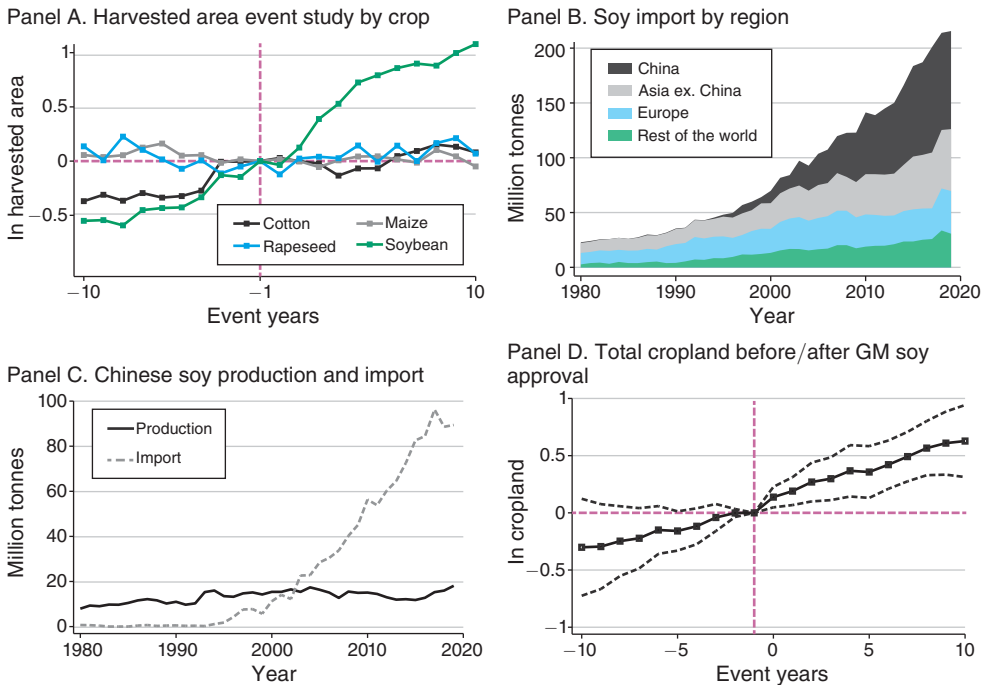 Panel A. Harvested area event study by crop
1
0.5
0
−0.5
ln harvested area
Cotton
Maize
Rapeseed
Soybean
−10
−1
10
Event years
Panel B. Soy import by region
200
150
100
50
0
Million tonnes
China
Asia ex. China
Europe
Rest of the world
1980
1990
2000
2010
2020
Year
Panel C. Chinese soy production and import
100
80
60
40
20
0
Million tonnes
Production
Import
1980
1990
2000
2010
2020
Year
Panel D. Total cropland before/after GM soy
approval
1
0.5
0
−0.5
−1
ln cropland
−10
−5
0
5
10
Event years